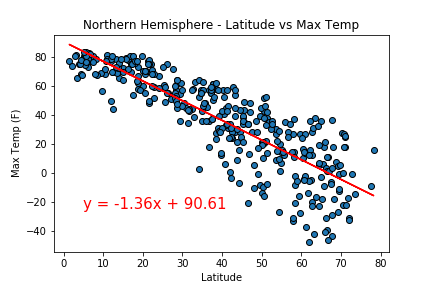 Northern Hemisphere - Latitude vs Max Temp
Max Temp (F)
80
60
40
20
0
−20
−40
y = -1.36x + 90.61
0 10 20 30 40 50 60 70 80
Latitude